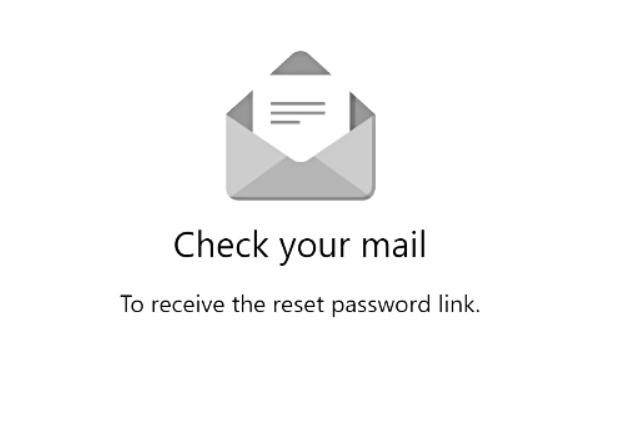 Check your mail
To receive the reset password link.